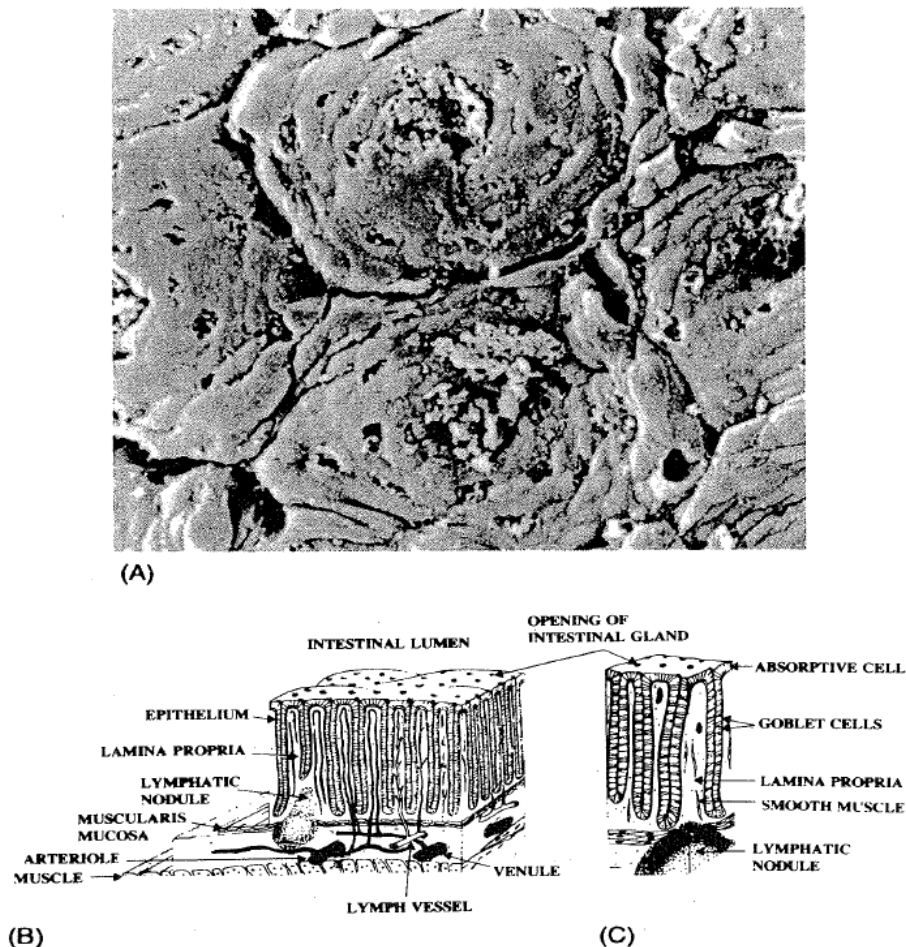 (A)
OPENING OF
INTESTINAL GLAND
INTESTINAL LUMEN
ABSORPTIVE CELL
EPITHELIUM
GOBLET CELLS
LAMINA PROPRIA
LYMPHATIC
NODULE
LAMINA PROPRIA
SMOOTH MUSCLE
MUSCULARIS
MUCOSA
ARTERIOLE
MUSCLE
VENULE
LYMPHATIC
NODULE
LYMPH VESSEL
(B)
(C)